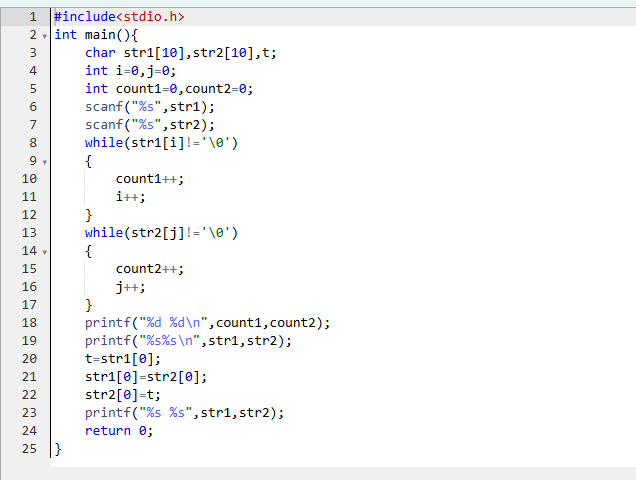 1 #include<stdio.h>
2 int main(){
3     char str1[10],str2[10],t;
4     int i=0,j=0;
5     int count1=0,count2=0;
6     scanf("%s",str1);
7     scanf("%s",str2);
8     while(str1[i]!='\0')
9     {
10         count1++;
11         i++;
12     }
13     while(str2[j]!='\0')
14     {
15         count2++;
16         j++;
17     }
18     printf("%d %d\n",count1,count2);
19     printf("%s%s\n",str1,str2);
20     t=str1[0];
21     str1[0]=str2[0];
22     str2[0]=t;
23     printf("%s %s",str1,str2);
24     return 0;
25 }